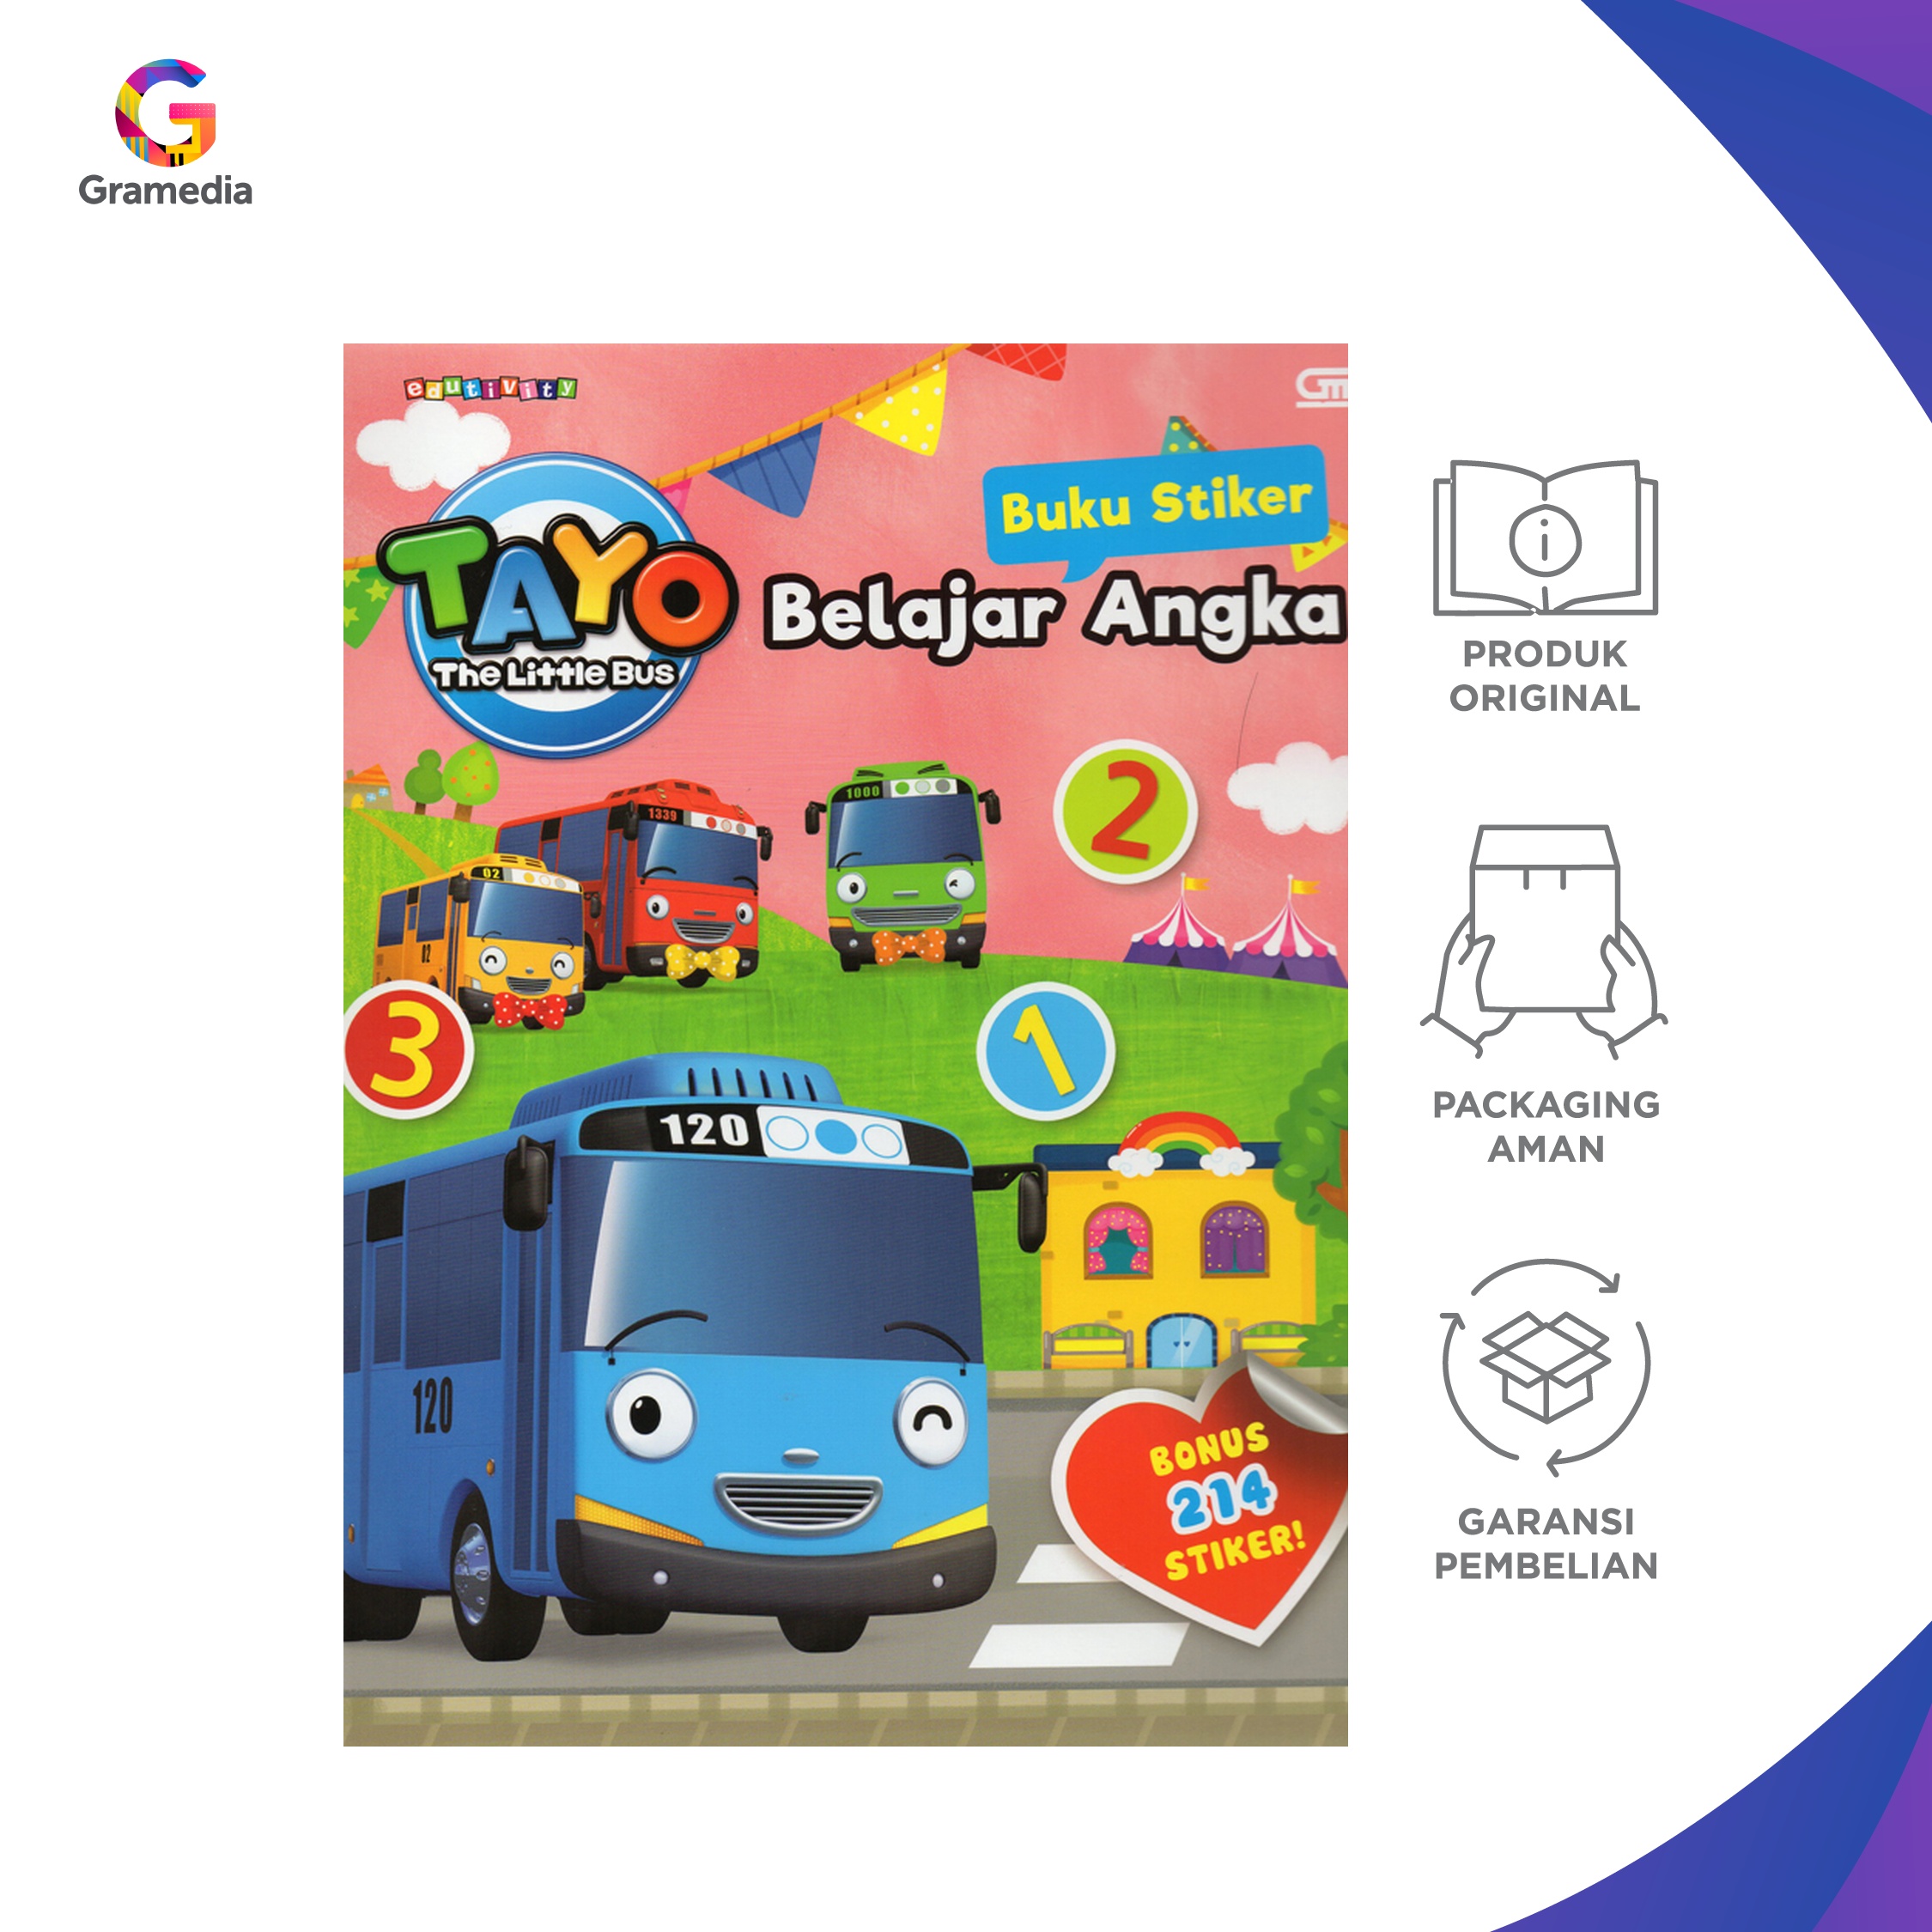 Gramedia
edutivity
Buku Stiker
TAYO
The Little Bus
Belajar Angka
2
1000
1339
02
02
3
1
120
120
BONUS
214
STIKER!
PRODUK
ORIGINAL
PACKAGING
AMAN
GARANSI
PEMBELIAN